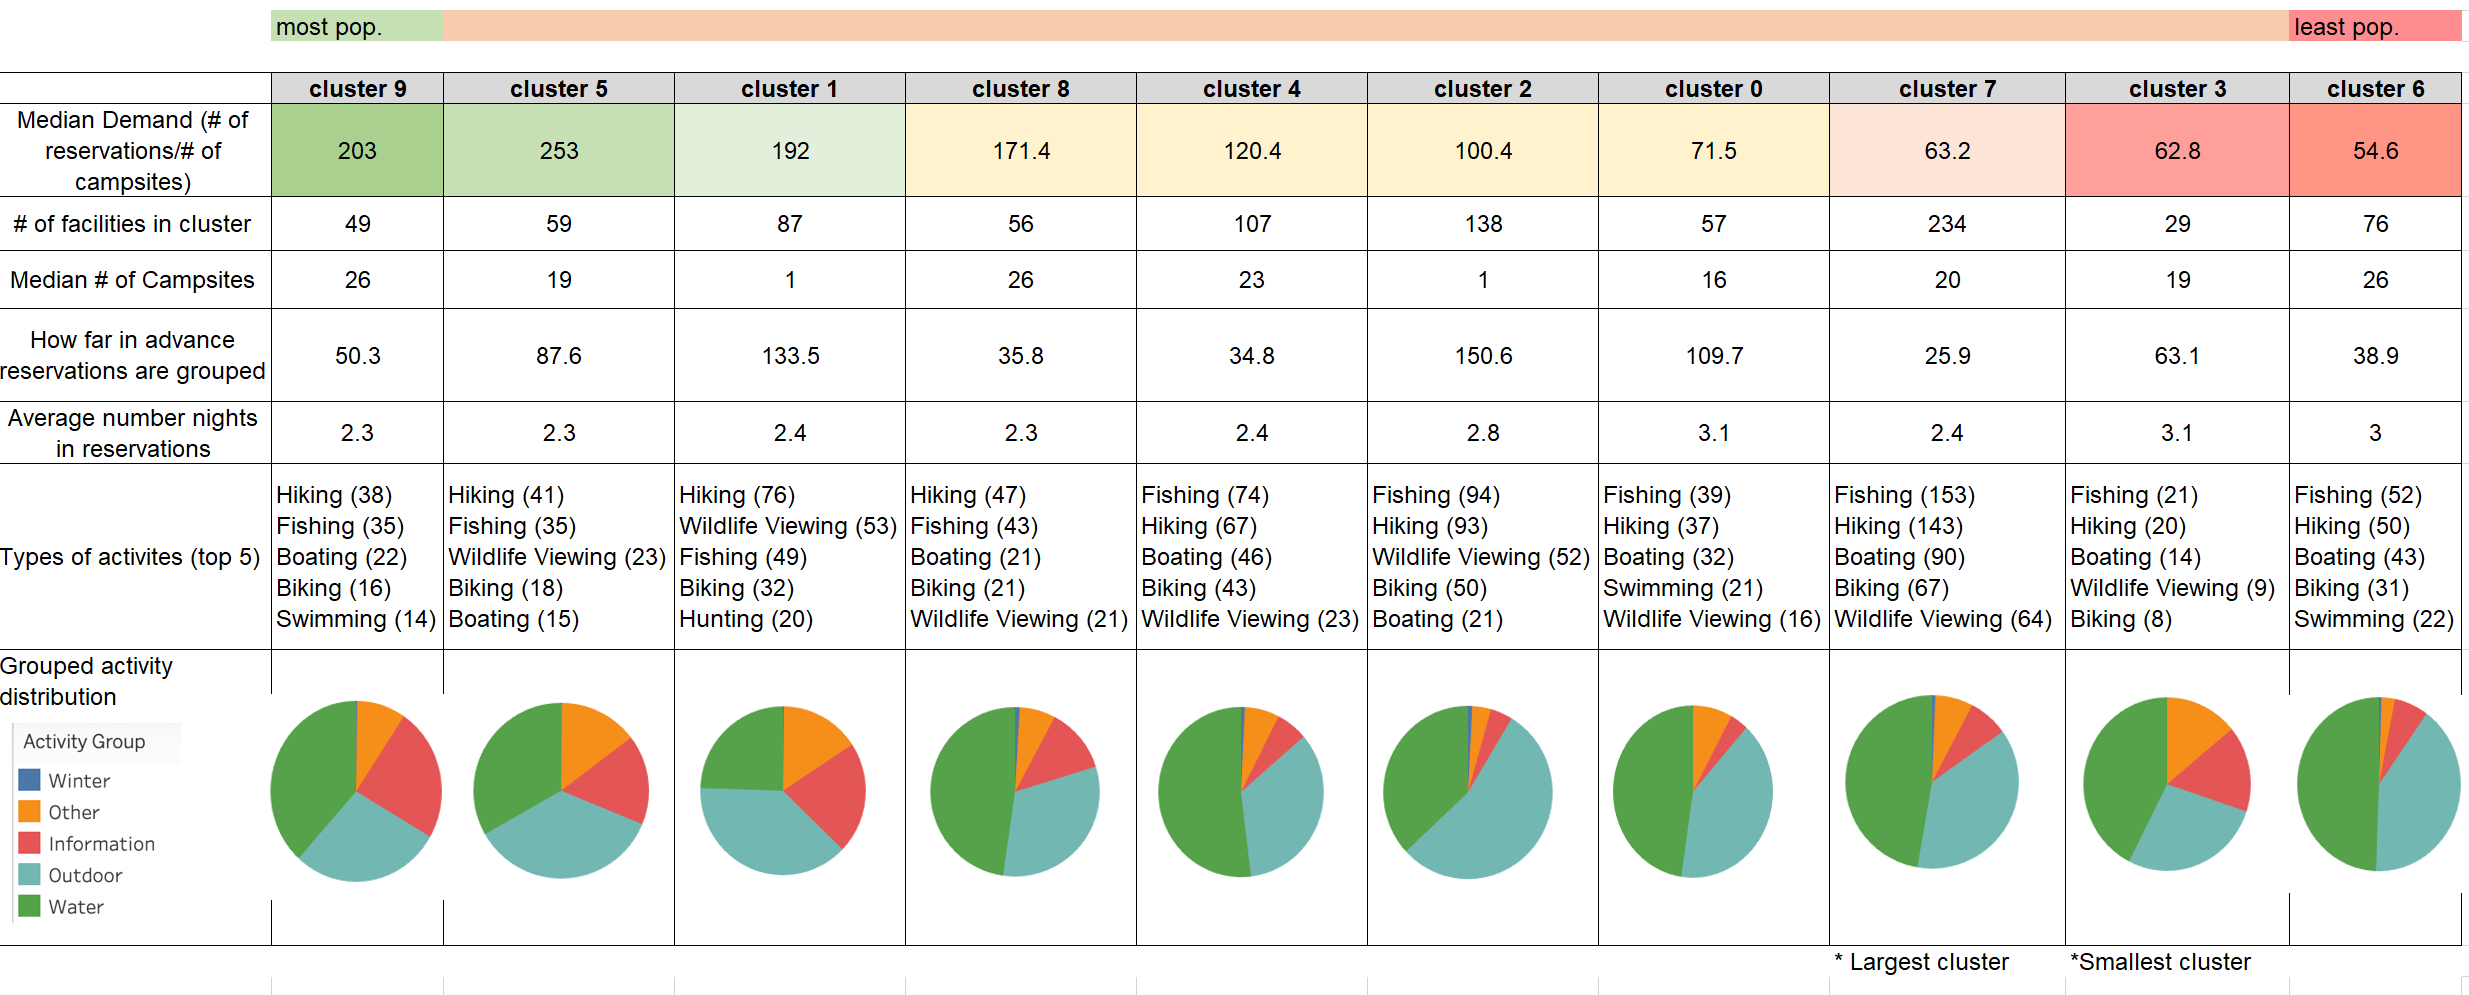 most pop. least pop.
cluster 9 cluster 5 cluster 1 cluster 8 cluster 4 cluster 2 cluster 0 cluster 7 cluster 3 cluster 6
Median Demand (# of
reservations/# of
campsites)
203 253 192 171.4 120.4 100.4 71.5 63.2 62.8 54.6
# of facilities in cluster 49 59 87 56 107 138 57 234 29 76
Median # of Campsites 26 19 1 26 23 1 16 20 19 26
How far in advance
reservations are grouped
50.3 87.6 133.5 35.8 34.8 150.6 109.7 25.9 63.1 38.9
Average number nights
in reservations
2.3 2.3 2.4 2.3 2.4 2.8 3.1 2.4 3.1 3
Types of activites (top 5)
Hiking (38)
Fishing (35)
Boating (22)
Biking (16)
Swimming (14)
Hiking (41)
Fishing (35)
Wildlife Viewing (23)
Biking (18)
Boating (15)
Hiking (76)
Wildlife Viewing (53)
Fishing (49)
Biking (32)
Hunting (20)
Hiking (47)
Fishing (43)
Boating (21)
Biking (21)
Wildlife Viewing (21)
Fishing (74)
Hiking (67)
Boating (46)
Biking (43)
Wildlife Viewing (23)
Fishing (94)
Hiking (93)
Wildlife Viewing (52)
Biking (50)
Boating (21)
Fishing (39)
Hiking (37)
Boating (32)
Swimming (21)
Wildlife Viewing (16)
Fishing (153)
Hiking (143)
Boating (90)
Biking (67)
Wildlife Viewing (64)
Fishing (21)
Hiking (20)
Boating (14)
Wildlife Viewing (9)
Biking (8)
Fishing (52)
Hiking (50)
Boating (43)
Biking (31)
Swimming (22)
Grouped activity
distribution
Activity Group
Winter
Other
Information
Outdoor
Water
* Largest cluster *Smallest cluster